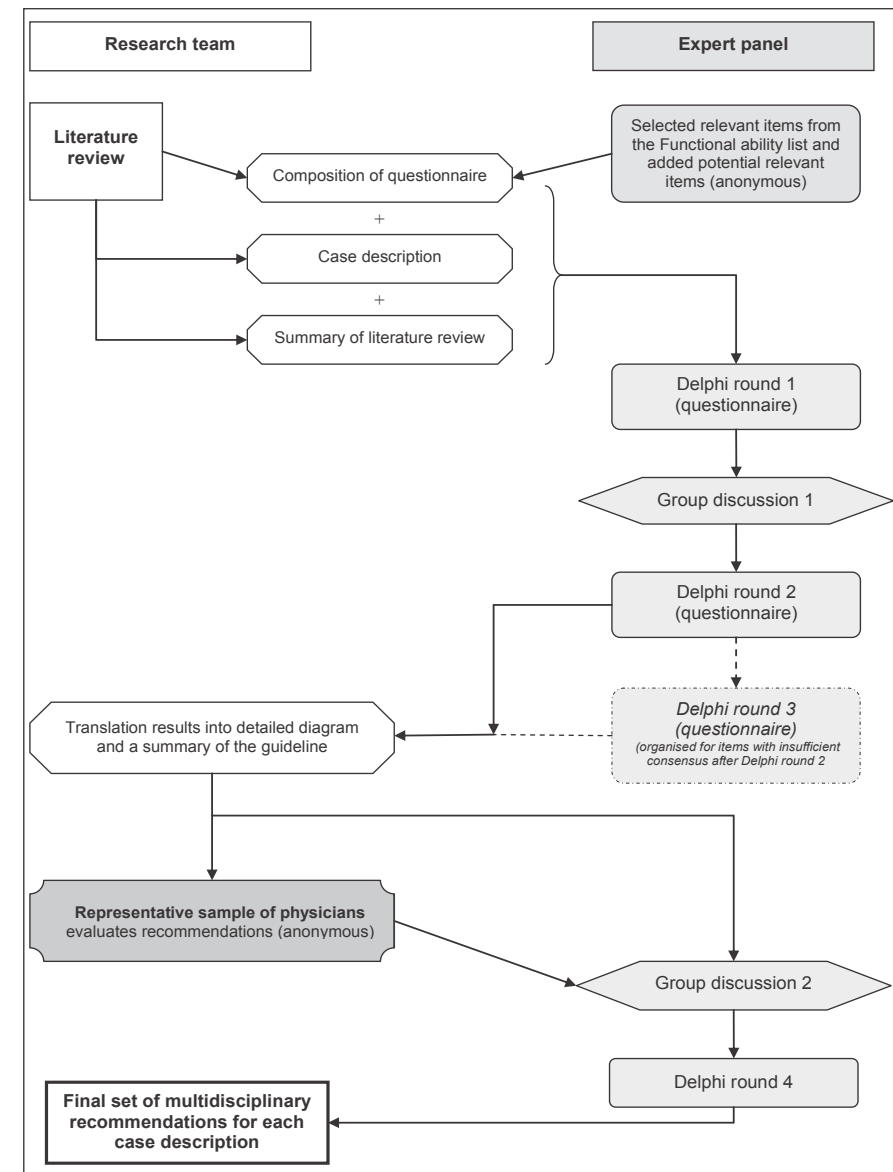 Research team
Expert panel
Literature
review
Selected relevant items from
the Functional ability list and
added potential relevant
items (anonymous)
Composition of questionnaire
+
Case description
+
Summary of literature review
Delphi round 1
(questionnaire)
Group discussion 1
Delphi round 2
(questionnaire)
Delphi round 3
(questionnaire)
(organised for items with insufficient
consensus after Delphi round 2
Translation results into detailed diagram
and a summary of the guideline
Representative sample of physicians
evaluates recommendations (anonymous)
Group discussion 2
Delphi round 4
Final set of multidisciplinary
recommendations for each
case description